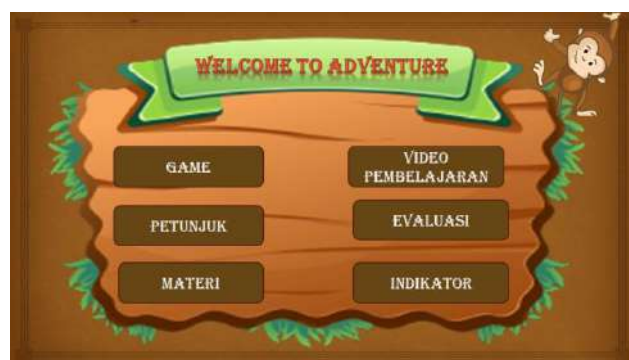 WELCOME TO ADVENTURE
GAME
VIDEO
PEMBELAJARAN
PETUNJUK
EVALUASI
MATERI
INDIKATOR